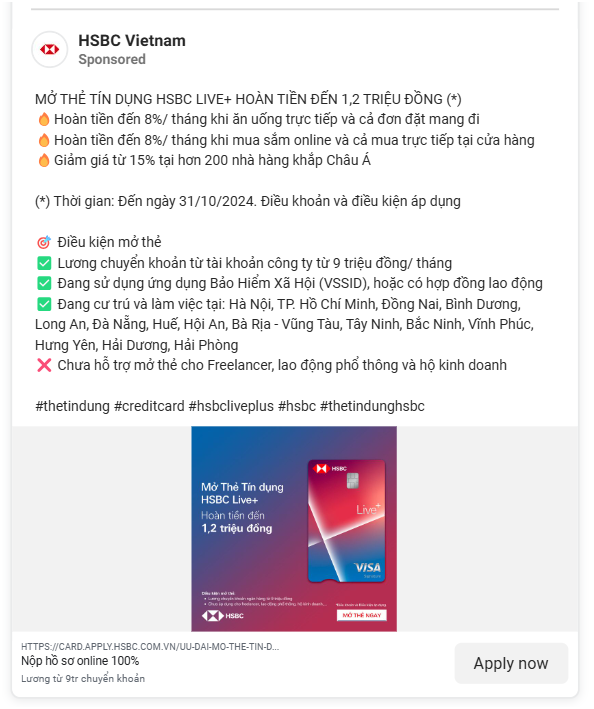 HSBC Vietnam
Sponsored
MỞ THẺ TÍN DỤNG HSBC LIVE+ HOÀN TIỀN ĐẾN 1,2 TRIỆU ĐỒNG (*)
🔥Hoàn tiền đến 8%/ tháng khi ăn uống trực tiếp và cả đơn đặt mang đi
🔥Hoàn tiền đến 8%/ tháng khi mua sắm online và cả mua trực tiếp tại cửa hàng
🔥Giảm giá từ 15% tại hơn 200 nhà hàng khắp Châu Á
(*) Thời gian: Đến ngày 31/10/2024. Điều khoản và điều kiện áp dụng
🎯 Điều kiện mở thẻ
✅ Lương chuyển khoản từ tài khoản công ty từ 9 triệu đồng/ tháng
✅ Đang sử dụng ứng dụng Bảo Hiểm Xã Hội (VSSID), hoặc có hợp đồng lao động
✅ Đang cư trú và làm việc tại: Hà Nội, TP. Hồ Chí Minh, Đồng Nai, Bình Dương,
Long An, Đà Nẵng, Huế, Hội An, Bà Rịa - Vũng Tàu, Tây Ninh, Bắc Ninh, Vĩnh Phúc,
Hưng Yên, Hải Dương, Hải Phòng
❌ Chưa hỗ trợ mở thẻ cho Freelancer, lao động phổ thông và hộ kinh doanh
#thetindung #creditcard #hsbcliveplus #hsbc #thetindunghsbc
HSBC
Mở Thẻ Tín dụng
HSBC Live+
Hoàn tiền đến
1,2 triệu đồng
Live+
VISA
Điều kiện mở thẻ:
HSBC
MỞ THẺ NGAY
HTTPS://CARD.APPLY.HSBC.COM.VN/UU-DAI-MO-THE-TIN-D...
Nộp hồ sơ online 100%
Lương từ 9tr chuyển khoản
Apply now